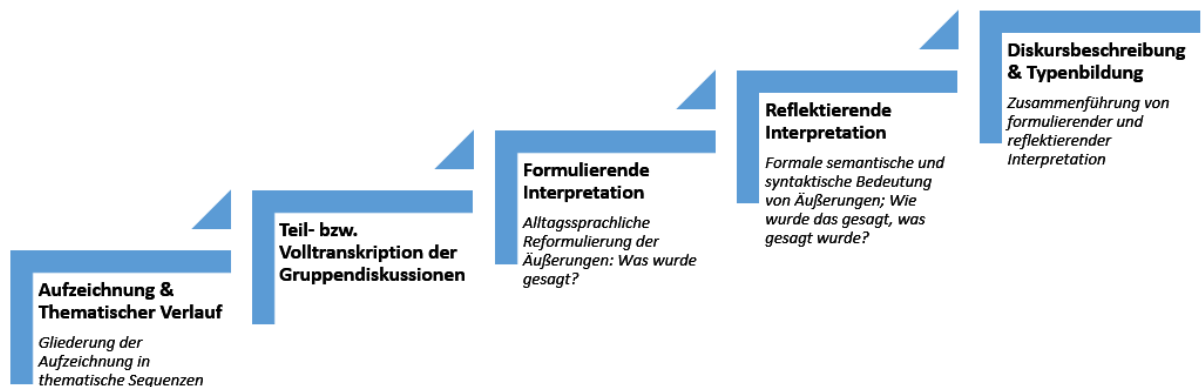 Aufzeichnung &
Thematischer Verlauf
Gliederung der
Aufzeichnung in
thematische Sequenzen
Teil- bzw.
Volltranskription der
Gruppendiskussionen
Formulierende
Interpretation
Alltagssprachliche
Reformulierung der
Äußerungen: Was wurde
gesagt?
Reflektierende
Interpretation
Formale semantische und
syntaktische Bedeutung
von Äußerungen; Wie
wurde das gesagt, was
gesagt wurde?
Diskursbeschreibung
& Typenbildung
Zusammenführung von
formulierender und
reflektierender
Interpretation